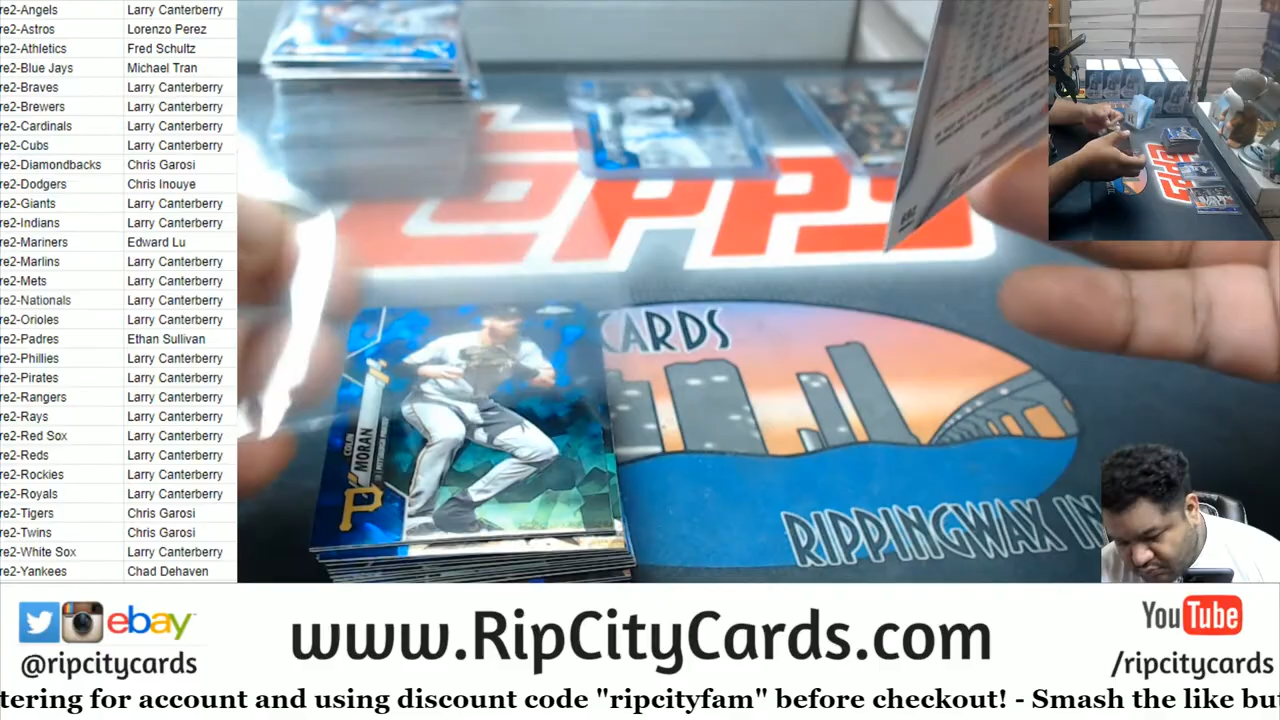 re2-Angels Larry Canterberry
re2-Astros Lorenzo Perez
re2-Athletics Fred Schultz
re2-Blue Jays Michael Tran
re2-Braves Larry Canterberry
re2-Brewers Larry Canterberry
re2-Cardinals Larry Canterberry
re2-Cubs Larry Canterberry
re2-Diamondbacks Chris Garosi
re2-Dodgers Chris Inouye
re2-Giants Larry Canterberry
re2-Indians Larry Canterberry
re2-Mariners Edward Lu
re2-Marlins Larry Canterberry
re2-Mets Larry Canterberry
re2-Nationals Larry Canterberry
re2-Orioles Larry Canterberry
re2-Padres Ethan Sullivan
re2-Phillies Larry Canterberry
re2-Pirates Larry Canterberry
re2-Rangers Larry Canterberry
re2-Rays Larry Canterberry
re2-Red Sox Larry Canterberry
re2-Reds Larry Canterberry
re2-Rockies Larry Canterberry
re2-Royals Larry Canterberry
re2-Tigers Chris Garosi
re2-Twins Chris Garosi
re2-White Sox Larry Canterberry
re2-Yankees Chad Dehaven
OPPS
CARDS
RIPPINGWAX IN
COLIN
MORAN
P
ebay
@ripcitycards
www.RipCityCards.com
YouTube
/ripcitycards
tering for account and using discount code "ripcityfam" before checkout! - Smash the like bu